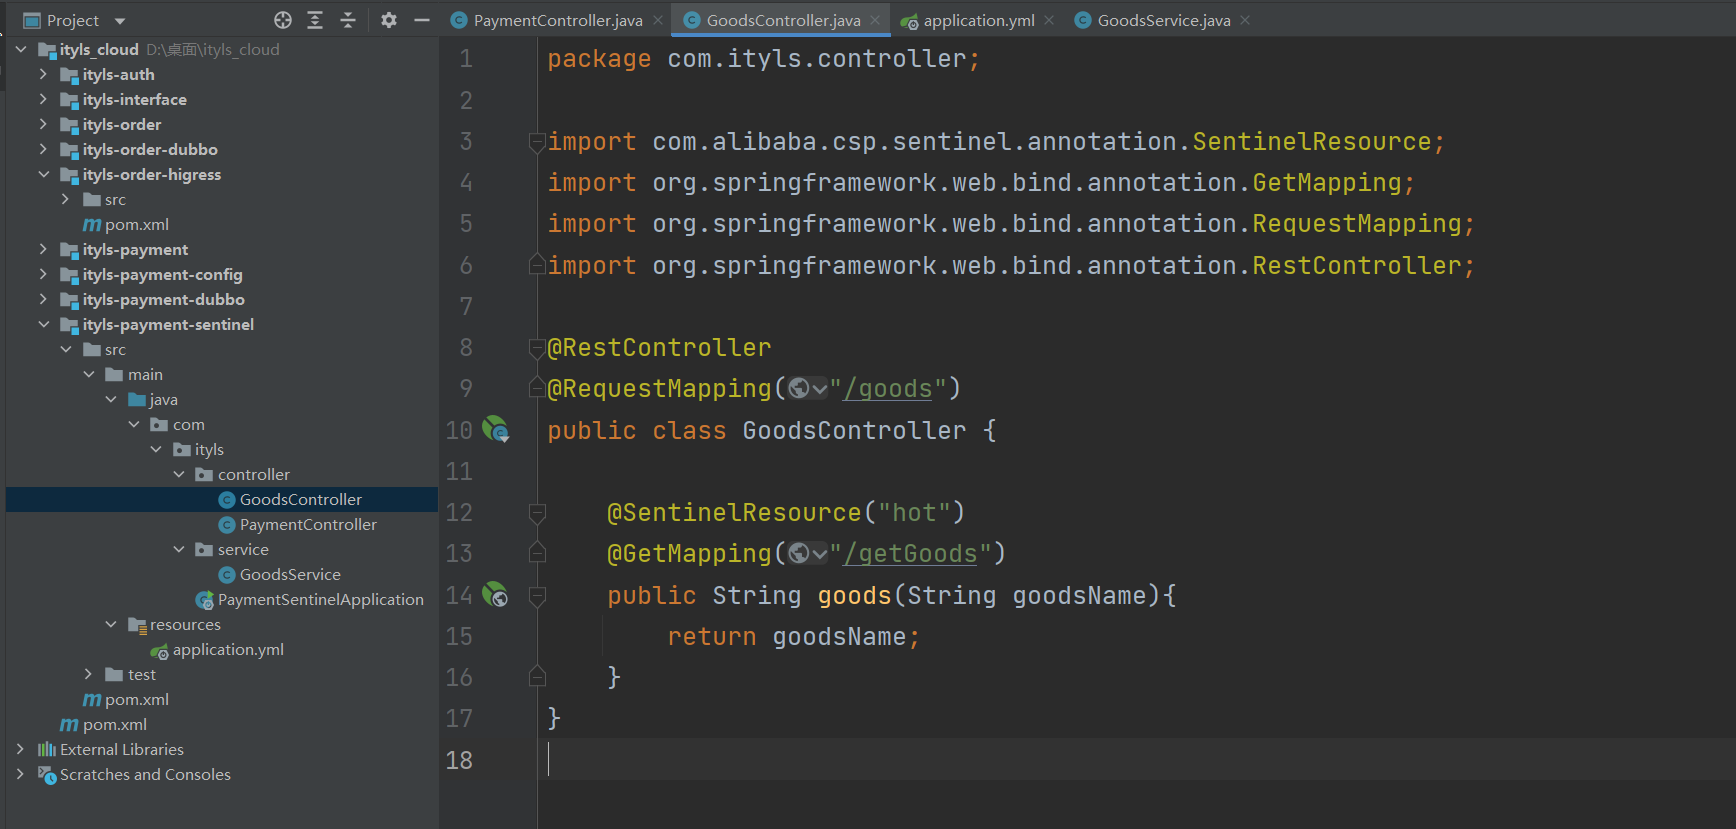 Project
PaymentController.java
GoodsController.java
application.yml
GoodsService.java
ityls_cloud D:\桌面\ityls_cloud
ityls-auth
ityls-interface
ityls-order
ityls-order-dubbo
ityls-order-higress
src
pom.xml
ityls-payment
ityls-payment-config
ityls-payment-dubbo
ityls-payment-sentinel
src
main
java
com
ityls
controller
GoodsController
PaymentController
service
GoodsService
PaymentSentinelApplication
resources
application.yml
test
pom.xml
pom.xml
External Libraries
Scratches and Consoles
1 package com.ityls.controller;
2
3 import com.alibaba.csp.sentinel.annotation.SentinelResource;
4 import org.springframework.web.bind.annotation.GetMapping;
5 import org.springframework.web.bind.annotation.RequestMapping;
6 import org.springframework.web.bind.annotation.RestController;
7
8 @RestController
9 @RequestMapping("/goods")
10 public class GoodsController {
11
12 @SentinelResource("hot")
13 @GetMapping("/getGoods")
14 public String goods(String goodsName){
15 return goodsName;
16 }
17 }
18